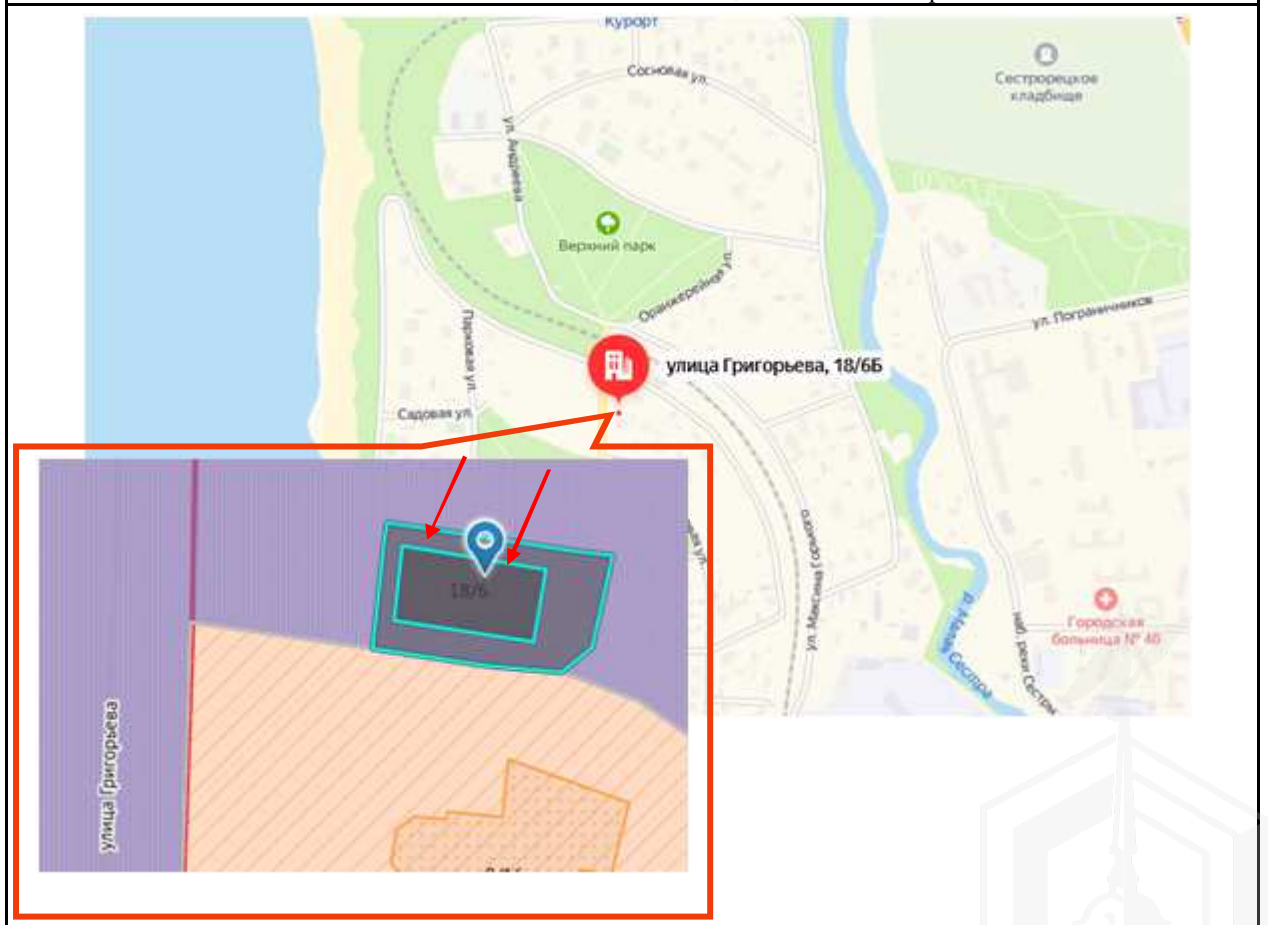 Курорт
Сосновая ул.
Сестрорецкое
кладбище
ул. Андреева
Верхний парк
Оранжерейная ул.
ул. Пограничников
Парковая ул.
улица Григорьева, 18/6Б
Садовая ул.
18/6
ул. Максима Горького
Городская
больница № 40
р. Малая Сестра
наб. реки Сестры
улица Григорьева